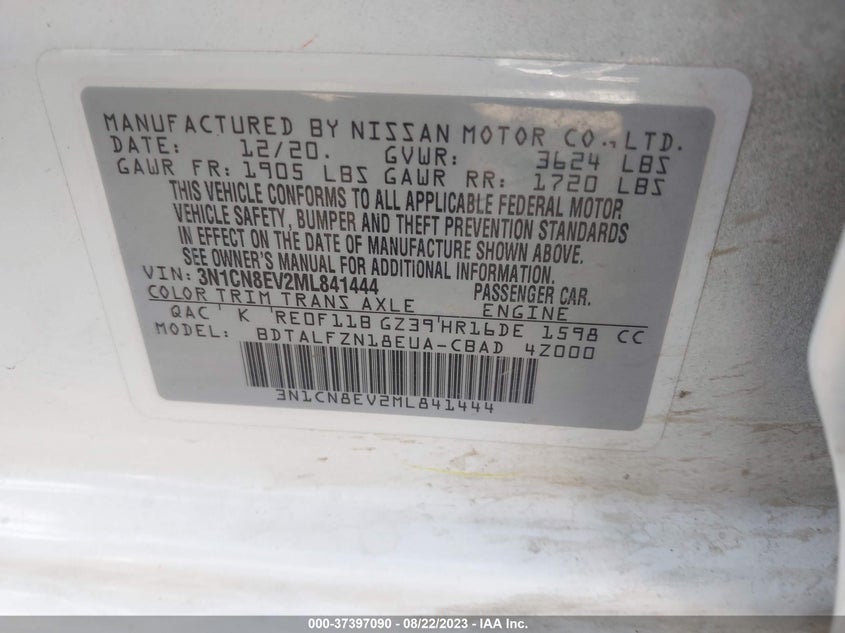 MANUFACTURED BY NISSAN MOTOR CO., LTD.
DATE: 12/20. GVWR: 3624 LBS
GAWR FR: 1905 LBS GAWR RR: 1720 LBS
THIS VEHICLE CONFORMS TO ALL APPLICABLE FEDERAL MOTOR
VEHICLE SAFETY, BUMPER AND THEFT PREVENTION STANDARDS
IN EFFECT ON THE DATE OF MANUFACTURE SHOWN ABOVE.
SEE OWNER'S MANUAL FOR ADDITIONAL INFORMATION.
VIN: 3N1CN8EV2ML841444 PASSENGER CAR.
COLOR TRIM TRANS AXLE ENGINE
QAC ' K 'RE0F11B GZ39'HR16DE 1598 CC
MODEL: BDTALFZN18EUA-CBAD 4Z000
3N1CN8EV2ML841444
000-37397090 - 08/22/2023 - IAA Inc.